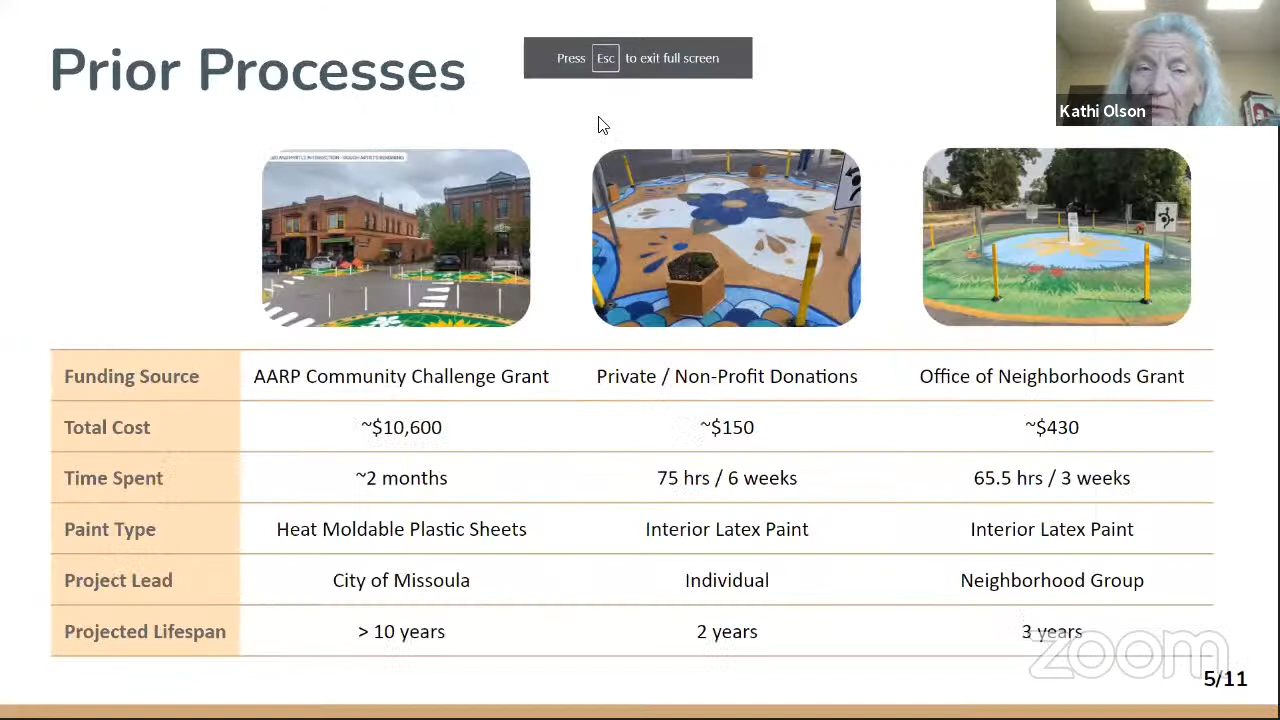 Prior Processes
Press Esc to exit full screen
Kathi Olson
Funding Source AARP Community Challenge Grant Private / Non-Profit Donations Office of Neighborhoods Grant
Total Cost ~$10,600 ~$150 ~$430
Time Spent ~2 months 75 hrs / 6 weeks 65.5 hrs / 3 weeks
Paint Type Heat Moldable Plastic Sheets Interior Latex Paint Interior Latex Paint
Project Lead City of Missoula Individual Neighborhood Group
Projected Lifespan > 10 years 2 years 3 years
zoom
5/11